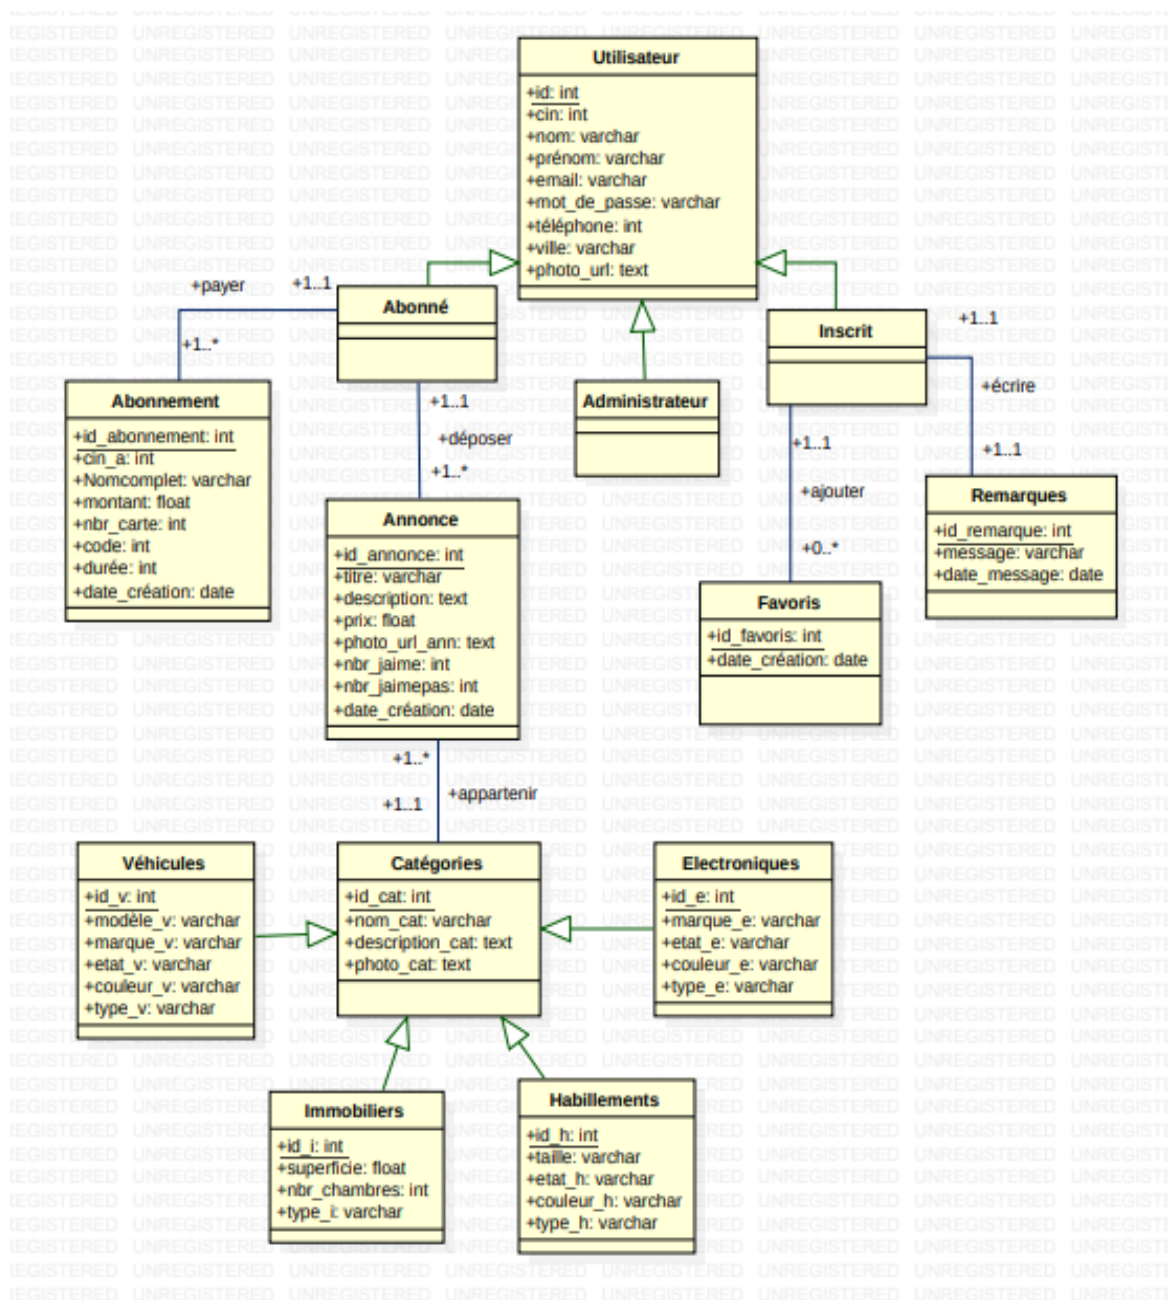 Utilisateur
+id: int
+cin: int
+nom: varchar
+prénom: varchar
+email: varchar
+mot_de_passe: varchar
+téléphone: int
+ville: varchar
+photo_url: text
+payer
+1..1
+1..*
Abonné
Inscrit
+1..1
+écrire
+1..1
Abonnement
+id_abonnement: int
+cin_a: int
+Nomcomplet: varchar
+montant: float
+nbr_carte: int
+code: int
+durée: int
+date_création: date
+1..1
+déposer
+1..*
Administrateur
+1..1
+ajouter
+0..*
Remarques
+id_remarque: int
+message: varchar
+date_message: date
Annonce
+id_annonce: int
+titre: varchar
+description: text
+prix: float
+photo_url_ann: text
+nbr_jaime: int
+nbr_jaimepas: int
+date_création: date
Favoris
+id_favoris: int
+date_création: date
+1..*
+appartenir
+1..1
Véhicules
+id_v: int
+modèle_v: varchar
+marque_v: varchar
+etat_v: varchar
+couleur_v: varchar
+type_v: varchar
Catégories
+id_cat: int
+nom_cat: varchar
+description_cat: text
+photo_cat: text
Electroniques
+id_e: int
+marque_e: varchar
+etat_e: varchar
+couleur_e: varchar
+type_e: varchar
Immobiliers
+id_i: int
+superficie: float
+nbr_chambres: int
+type_i: varchar
Habillements
+id_h: int
+taille: varchar
+etat_h: varchar
+couleur_h: varchar
+type_h: varchar
UNREGISTERED